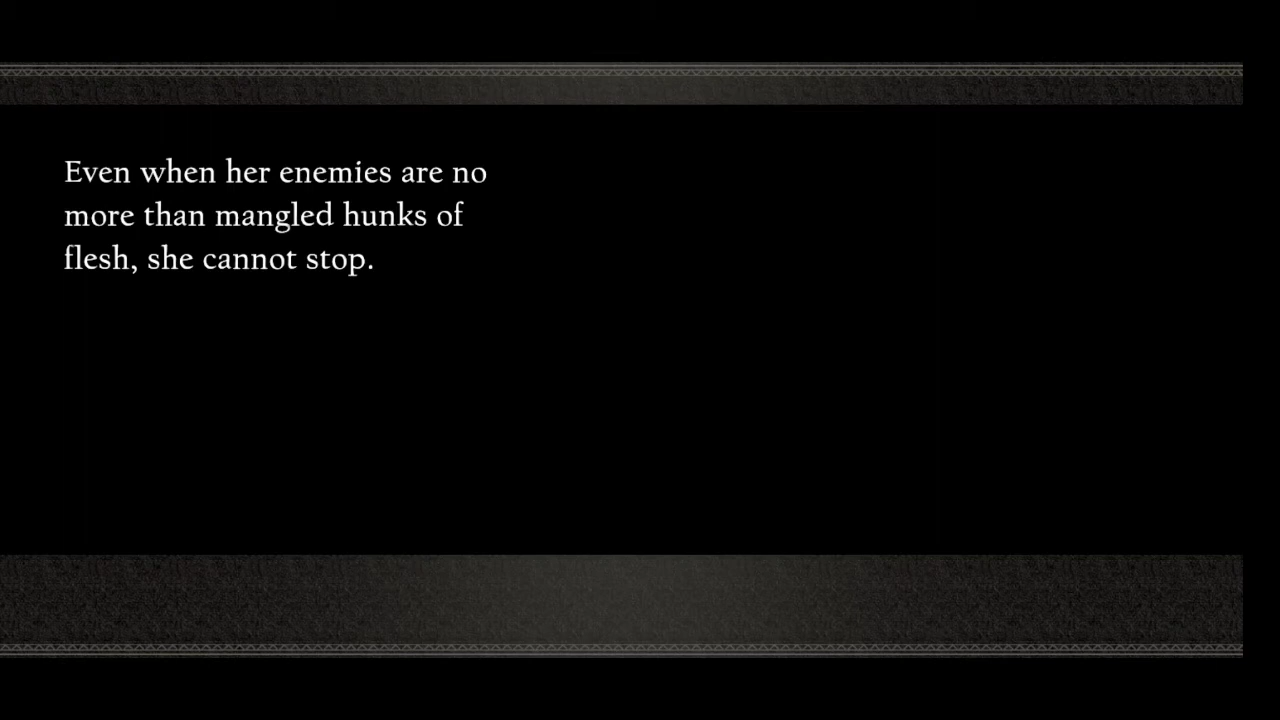 Even when her enemies are no
more than mangled hunks of
flesh, she cannot stop.